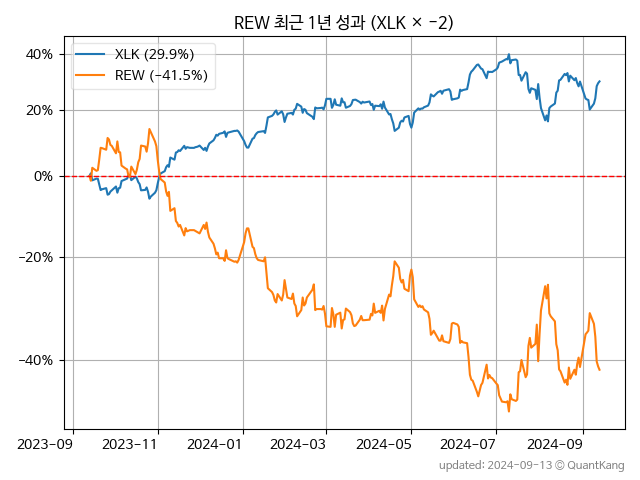 REW 최근 1년 성과 (XLK × -2)
XLK (29.9%)
REW (-41.5%)
40%
20%
0%
−20%
−40%
2023-09 2023-11 2024-01 2024-03 2024-05 2024-07 2024-09
updated: 2024-09-13 © QuantKang